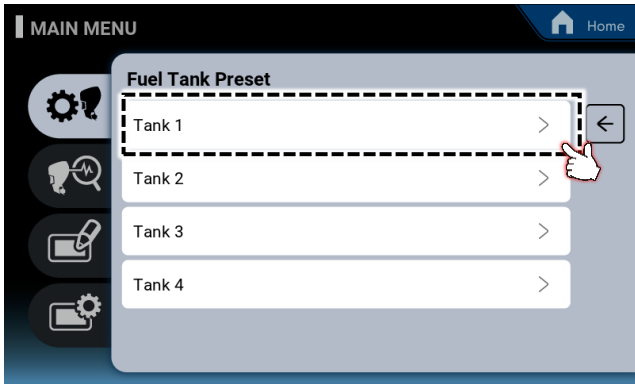 MAIN MENU
Home
Fuel Tank Preset
Tank 1
Tank 2
Tank 3
Tank 4